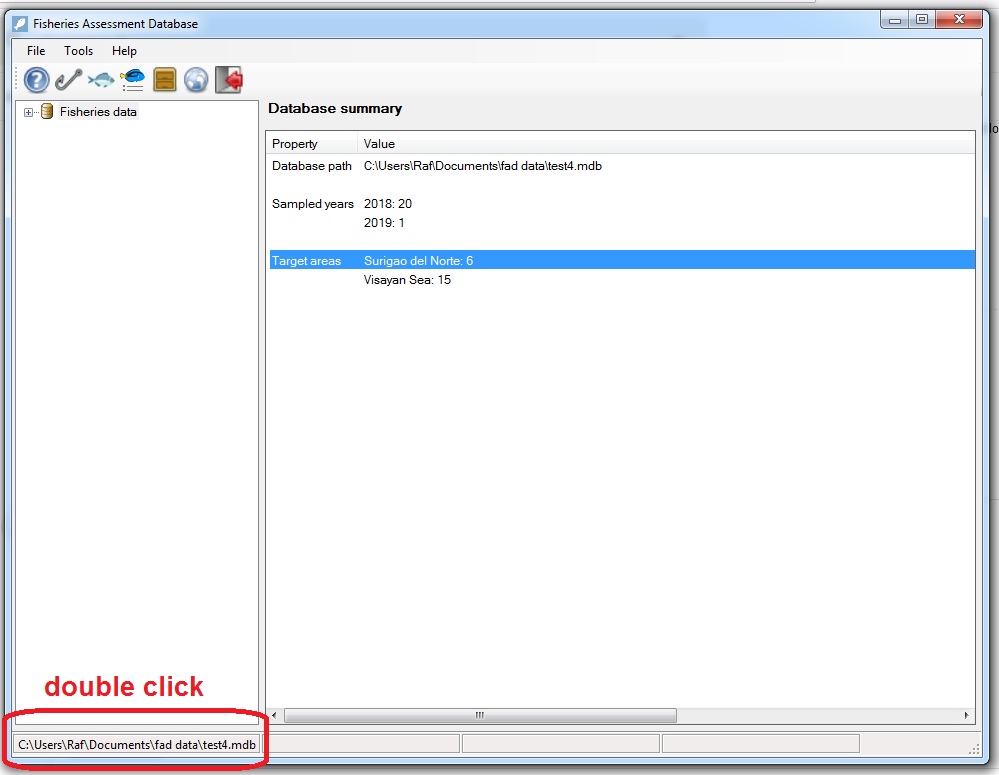 Fisheries Assessment Database
File Tools Help
Fisheries data
Database summary
Property Value
Database path C:\Users\Raf\Documents\fad data\test4.mdb
Sampled years 2018: 20
2019: 1
Target areas Surigao del Norte: 6
Visayan Sea: 15
double click
C:\Users\Raf\Documents\fad data\test4.mdb